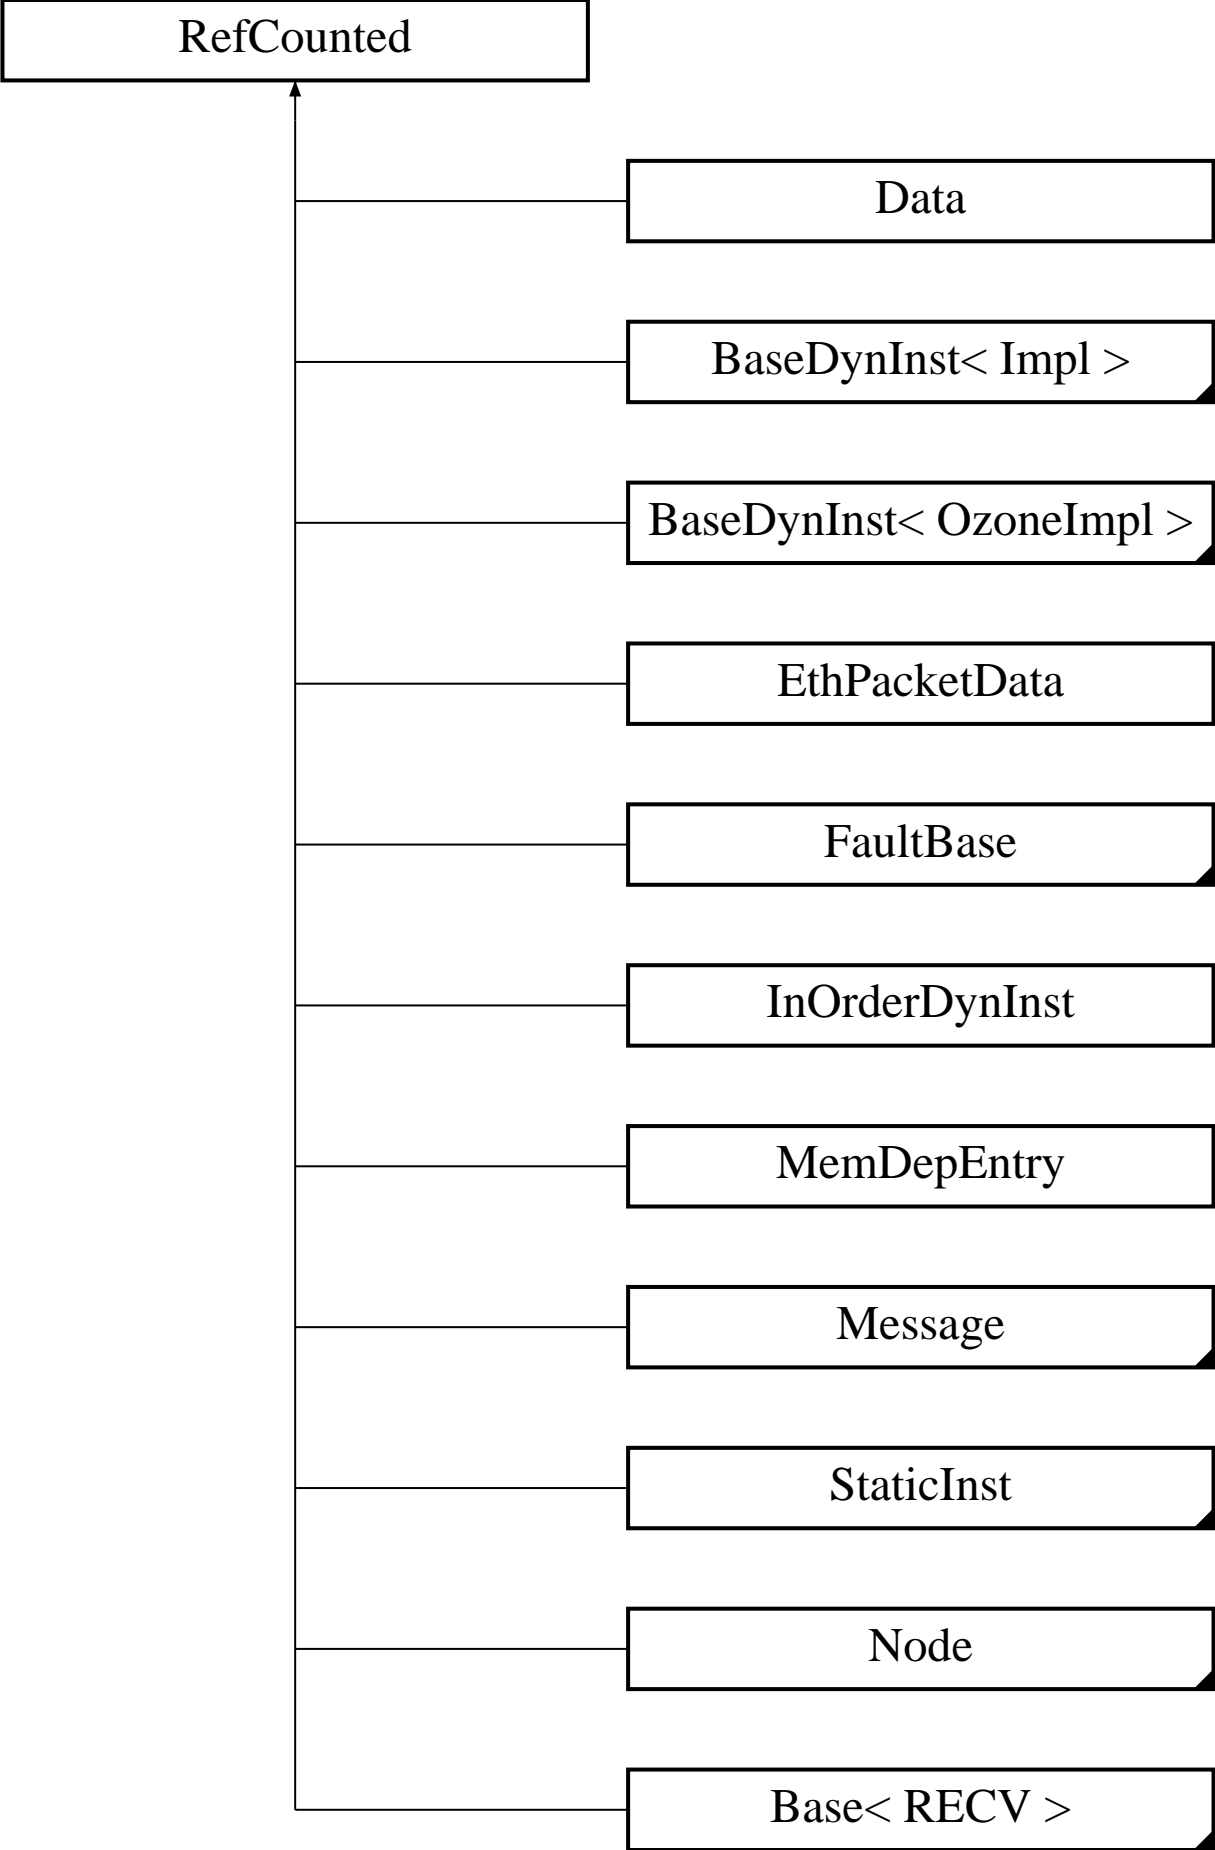 RefCounted
Data
BaseDynInst< Impl >
BaseDynInst< OzoneImpl >
EthPacketData
FaultBase
InOrderDynInst
MemDepEntry
Message
StaticInst
Node
Base< RECV >